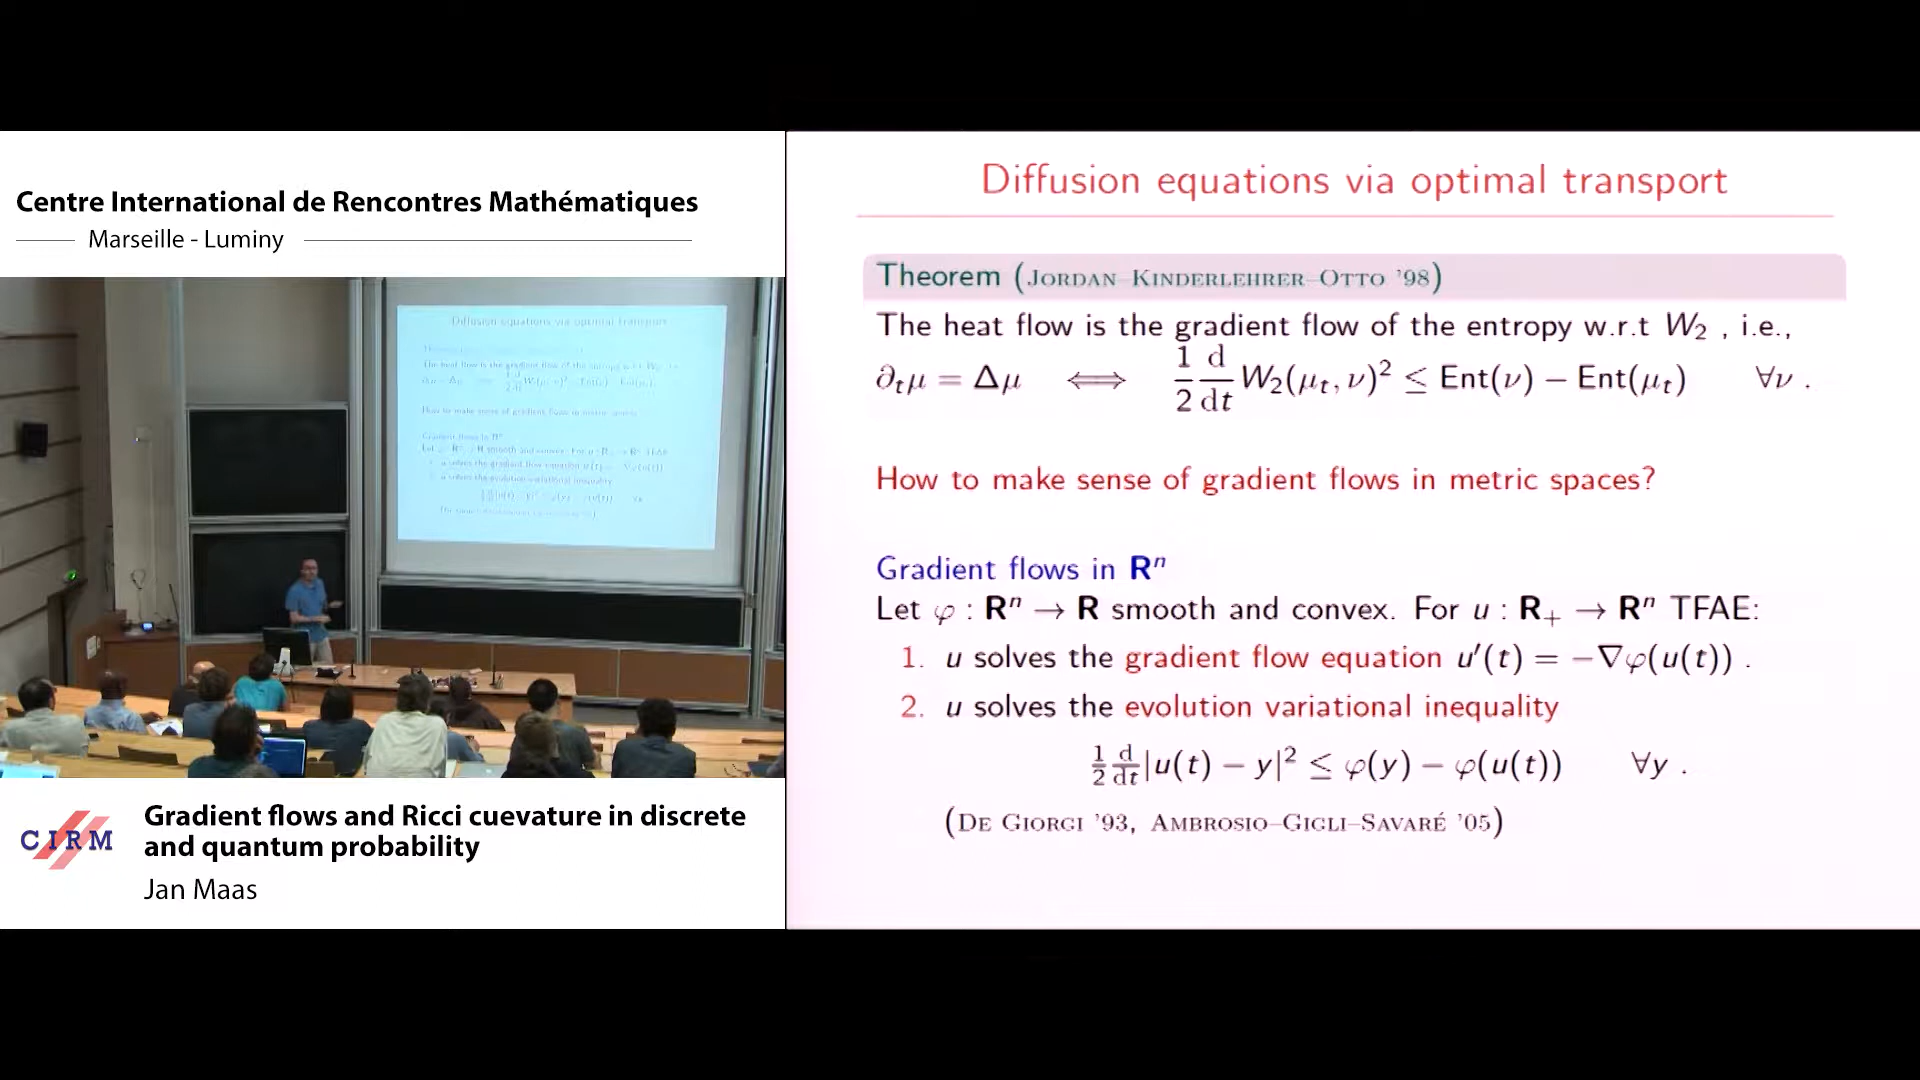 Centre International de Rencontres Mathématiques
Marseille - Luminy
Diffusion equations via optimal transport
Theorem (JORDAN–KINDERLEHRER–OTTO '98)
The heat flow is the gradient flow of the entropy w.r.t W₂ , i.e.,
∂ₜμ = Δμ ⟺ 1/2 d/dt W₂(μₜ, ν)² ≤ Ent(ν) − Ent(μₜ) ∀ν .
How to make sense of gradient flows in metric spaces?
Gradient flows in Rⁿ
Let φ : Rⁿ → R smooth and convex. For u : R₊ → Rⁿ TFAE:
1. u solves the gradient flow equation u′(t) = −∇φ(u(t)) .
2. u solves the evolution variational inequality
1/2 d/dt |u(t) − y|² ≤ φ(y) − φ(u(t)) ∀y .
(DE GIORGI '93, AMBROSIO–GIGLI–SAVARÉ '05)
CIRM
Gradient flows and Ricci cuevature in discrete
and quantum probability
Jan Maas